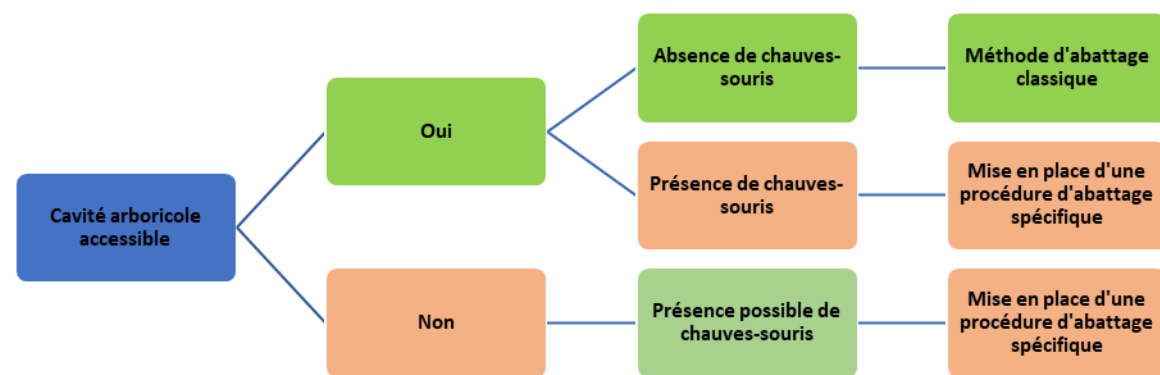 Cavité arboricole
accessible
Oui
Absence de chauves-
souris
Méthode d'abattage
classique
Présence de chauves-
souris
Mise en place d'une
procédure d'abattage
spécifique
Non
Présence possible de
chauves-souris
Mise en place d'une
procédure d'abattage
spécifique